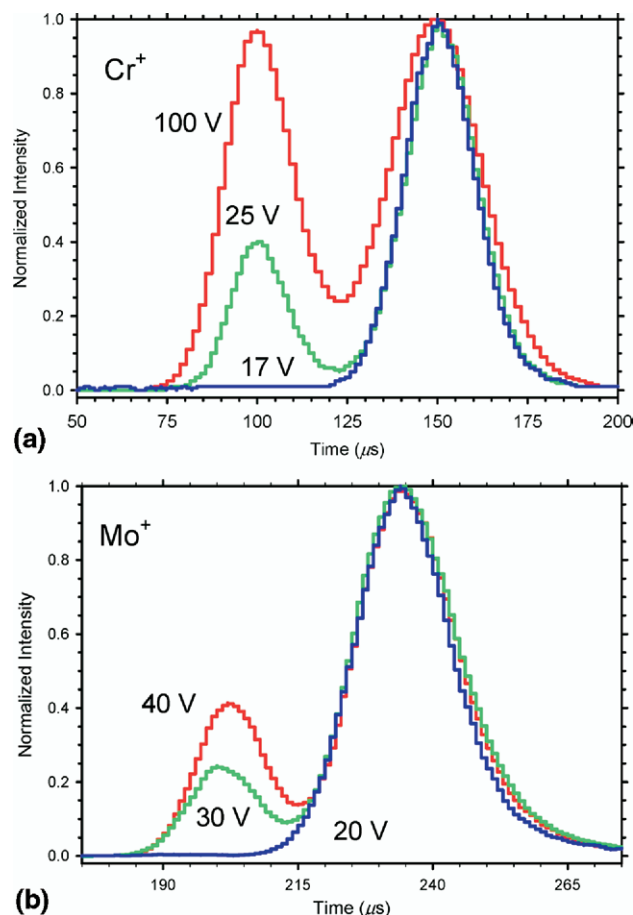 Cr⁺
100 V
25 V
17 V
Normalized Intensity
1.0
0.8
0.6
0.4
0.2
0.0
50 75 100 125 150 175 200
Time (μs)
(a)
Mo⁺
40 V
30 V
20 V
Normalized Intensity
1.0
0.8
0.6
0.4
0.2
0.0
190 215 240 265
Time (μs)
(b)